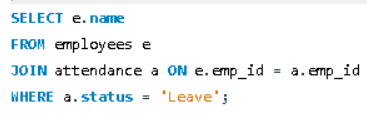 SELECT e.name
FROM employees e
JOIN attendance a ON e.emp_id = a.emp_id
WHERE a.status = 'Leave';